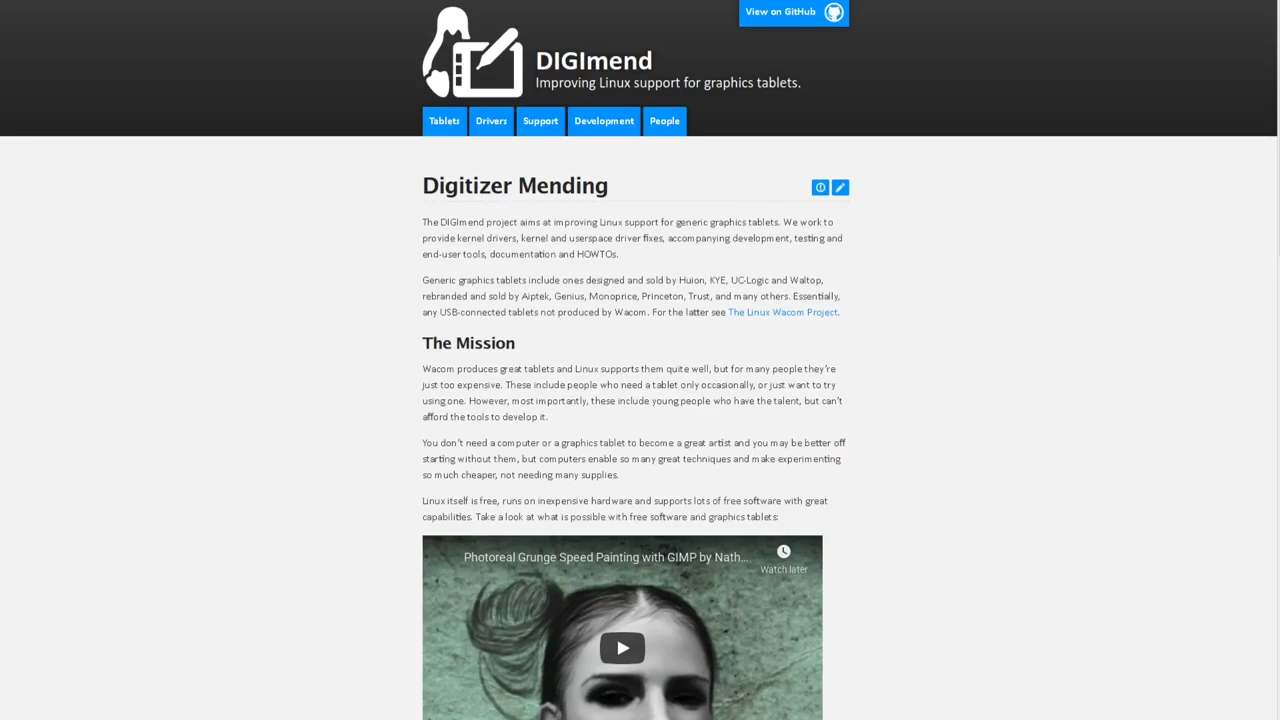 View on GitHub
DIGImend
Improving Linux support for graphics tablets.
Tablets Drivers Support Development People
Digitizer Mending
The DIGImend project aims at improving Linux support for generic graphics tablets. We work to
provide kernel drivers, kernel and userspace driver fixes, accompanying development, testing and
end-user tools, documentation and HOWTOs.
Generic graphics tablets include ones designed and sold by Huion, KYE, UC-Logic and Waltop,
rebranded and sold by Aiptek, Genius, Monoprice, Princeton, Trust, and many others. Essentially,
any USB-connected tablets not produced by Wacom. For the latter see The Linux Wacom Project.
The Mission
Wacom produces great tablets and Linux supports them quite well, but for many people they're
just too expensive. These include people who need a tablet only occasionally, or just want to try
using one. However, most importantly, these include young people who have the talent, but can't
afford the tools to develop it.
You don't need a computer or a graphics tablet to become a great artist and you may be better off
starting without them, but computers enable so many great techniques and make experimenting
so much cheaper, not needing many supplies.
Linux itself is free, runs on inexpensive hardware and supports lots of free software with great
capabilities. Take a look at what is possible with free software and graphics tablets:
Photoreal Grunge Speed Painting with GIMP by Nath...
Watch later